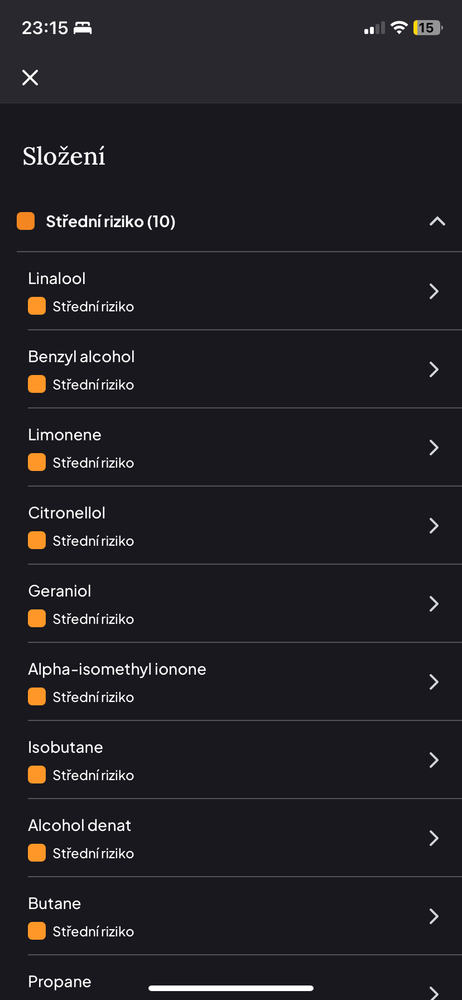 23:15
15
Složení
Střední riziko (10)
Linalool
Střední riziko
Benzyl alcohol
Střední riziko
Limonene
Střední riziko
Citronellol
Střední riziko
Geraniol
Střední riziko
Alpha-isomethyl ionone
Střední riziko
Isobutane
Střední riziko
Alcohol denat
Střední riziko
Butane
Střední riziko
Propane